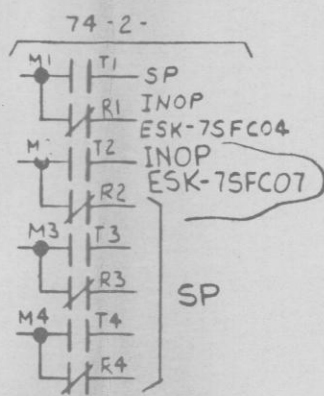 74-2-
M1 T1 SP
R1 INOP
ESK-7SFC04
M T2 INOP
ESK-7SFC07
R2
M3 T3
R3
SP
M4 T4
R4